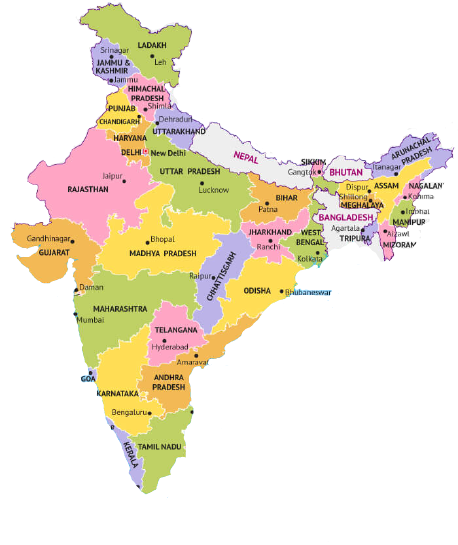 LADAKH
Srinagar
Leh
JAMMU &
KASHMIR
Jammu
HIMACHAL
PRADESH
Shimla
PUNJAB
CHANDIGARH
Dehradun
UTTARAKHAND
HARYANA
DELHI
New Delhi
NEPAL
SIKKIM
Gangtok
BHUTAN
ARUNACHAL
PRADESH
Itanagar
UTTAR PRADESH
Lucknow
Jaipur
RAJASTHAN
BIHAR
Patna
Dispur
ASSAM
NAGALAN
Shillong
MEGHALAYA
Kohima
BANGLADESH
Imphal
MANIPUR
Agartala
TRIPURA
Aizawl
MIZORAM
Gandhinagar
GUJARAT
Bhopal
MADHYA PRADESH
JHARKHAND
Ranchi
WEST
BENGAL
Kolkata
Raipur
CHHATTISGARH
ODISHA
Bhubaneswar
Daman
MAHARASHTRA
Mumbai
TELANGANA
Hyderabad
Amaravat
GOA
KARNATAKA
ANDHRA
PRADESH
Bengaluru
KERALA
TAMIL NADU